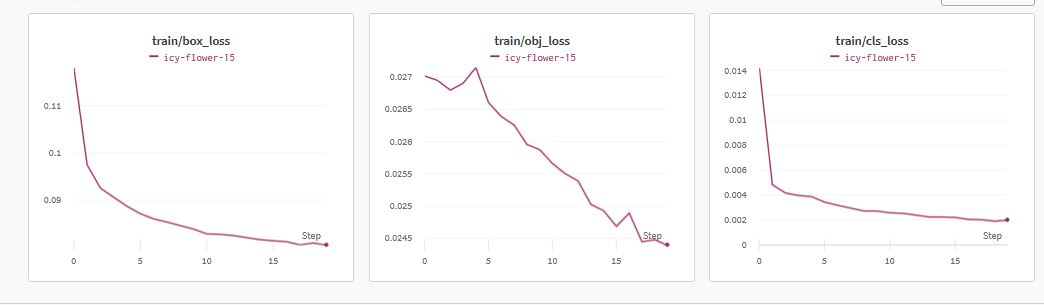 train/box_loss
icy-flower-15
0.11
0.1
0.09
Step
0 5 10 15
train/obj_loss
icy-flower-15
0.027
0.0265
0.026
0.0255
0.025
0.0245
Step
0 5 10 15
train/cls_loss
icy-flower-15
0.014
0.012
0.01
0.008
0.006
0.004
0.002
0
Step
0 5 10 15